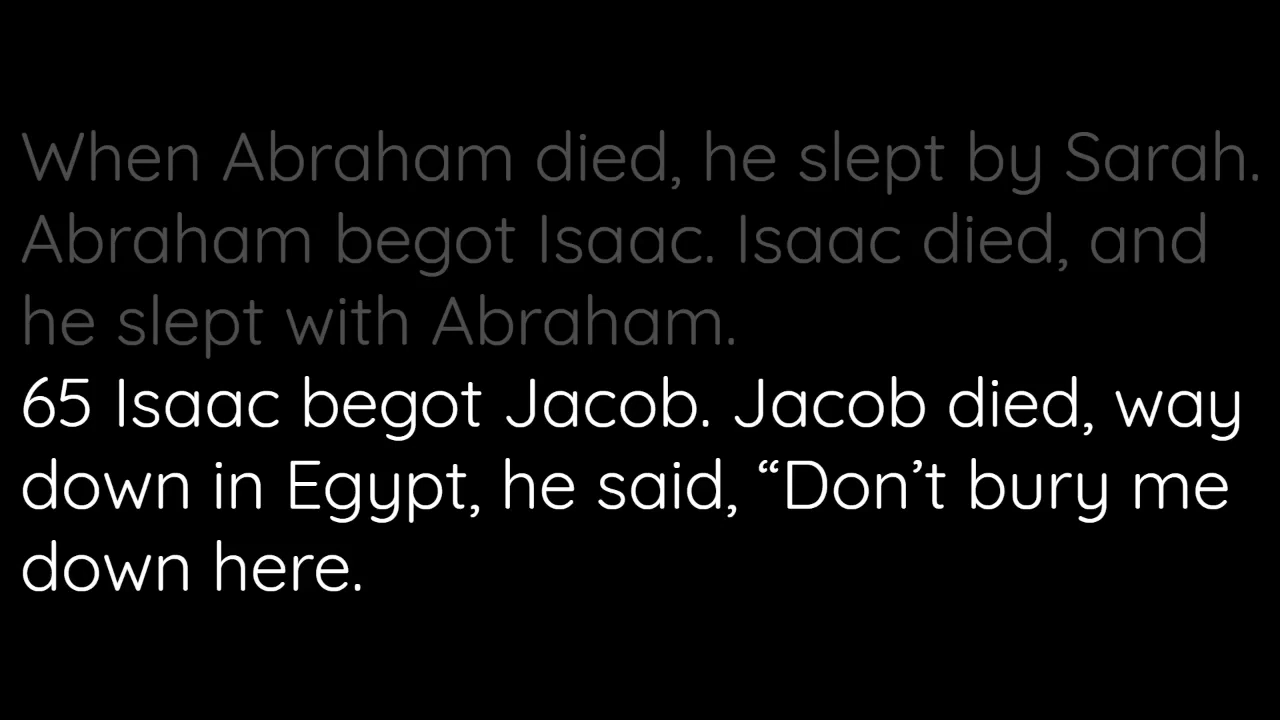 When Abraham died, he slept by Sarah.
Abraham begot Isaac. Isaac died, and
he slept with Abraham.
65 Isaac begot Jacob. Jacob died, way
down in Egypt, he said, “Don’t bury me
down here.